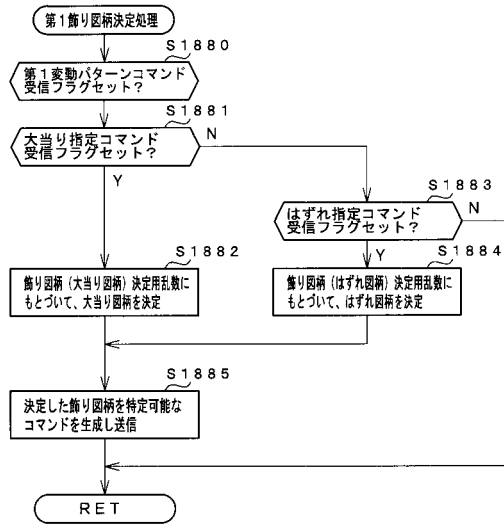 第1飾り図柄決定処理
S1880
第1変動パターンコマンド
受信フラグセット？
S1881
大当り指定コマンド
受信フラグセット？
N
Y
S1883
はずれ指定コマンド
受信フラグセット？
N
Y
S1882
飾り図柄（大当り図柄）決定用乱数に
もとづいて、大当り図柄を決定
S1884
飾り図柄（はずれ図柄）決定用乱数に
もとづいて、はずれ図柄を決定
S1885
決定した飾り図柄を特定可能な
コマンドを生成し送信
RET